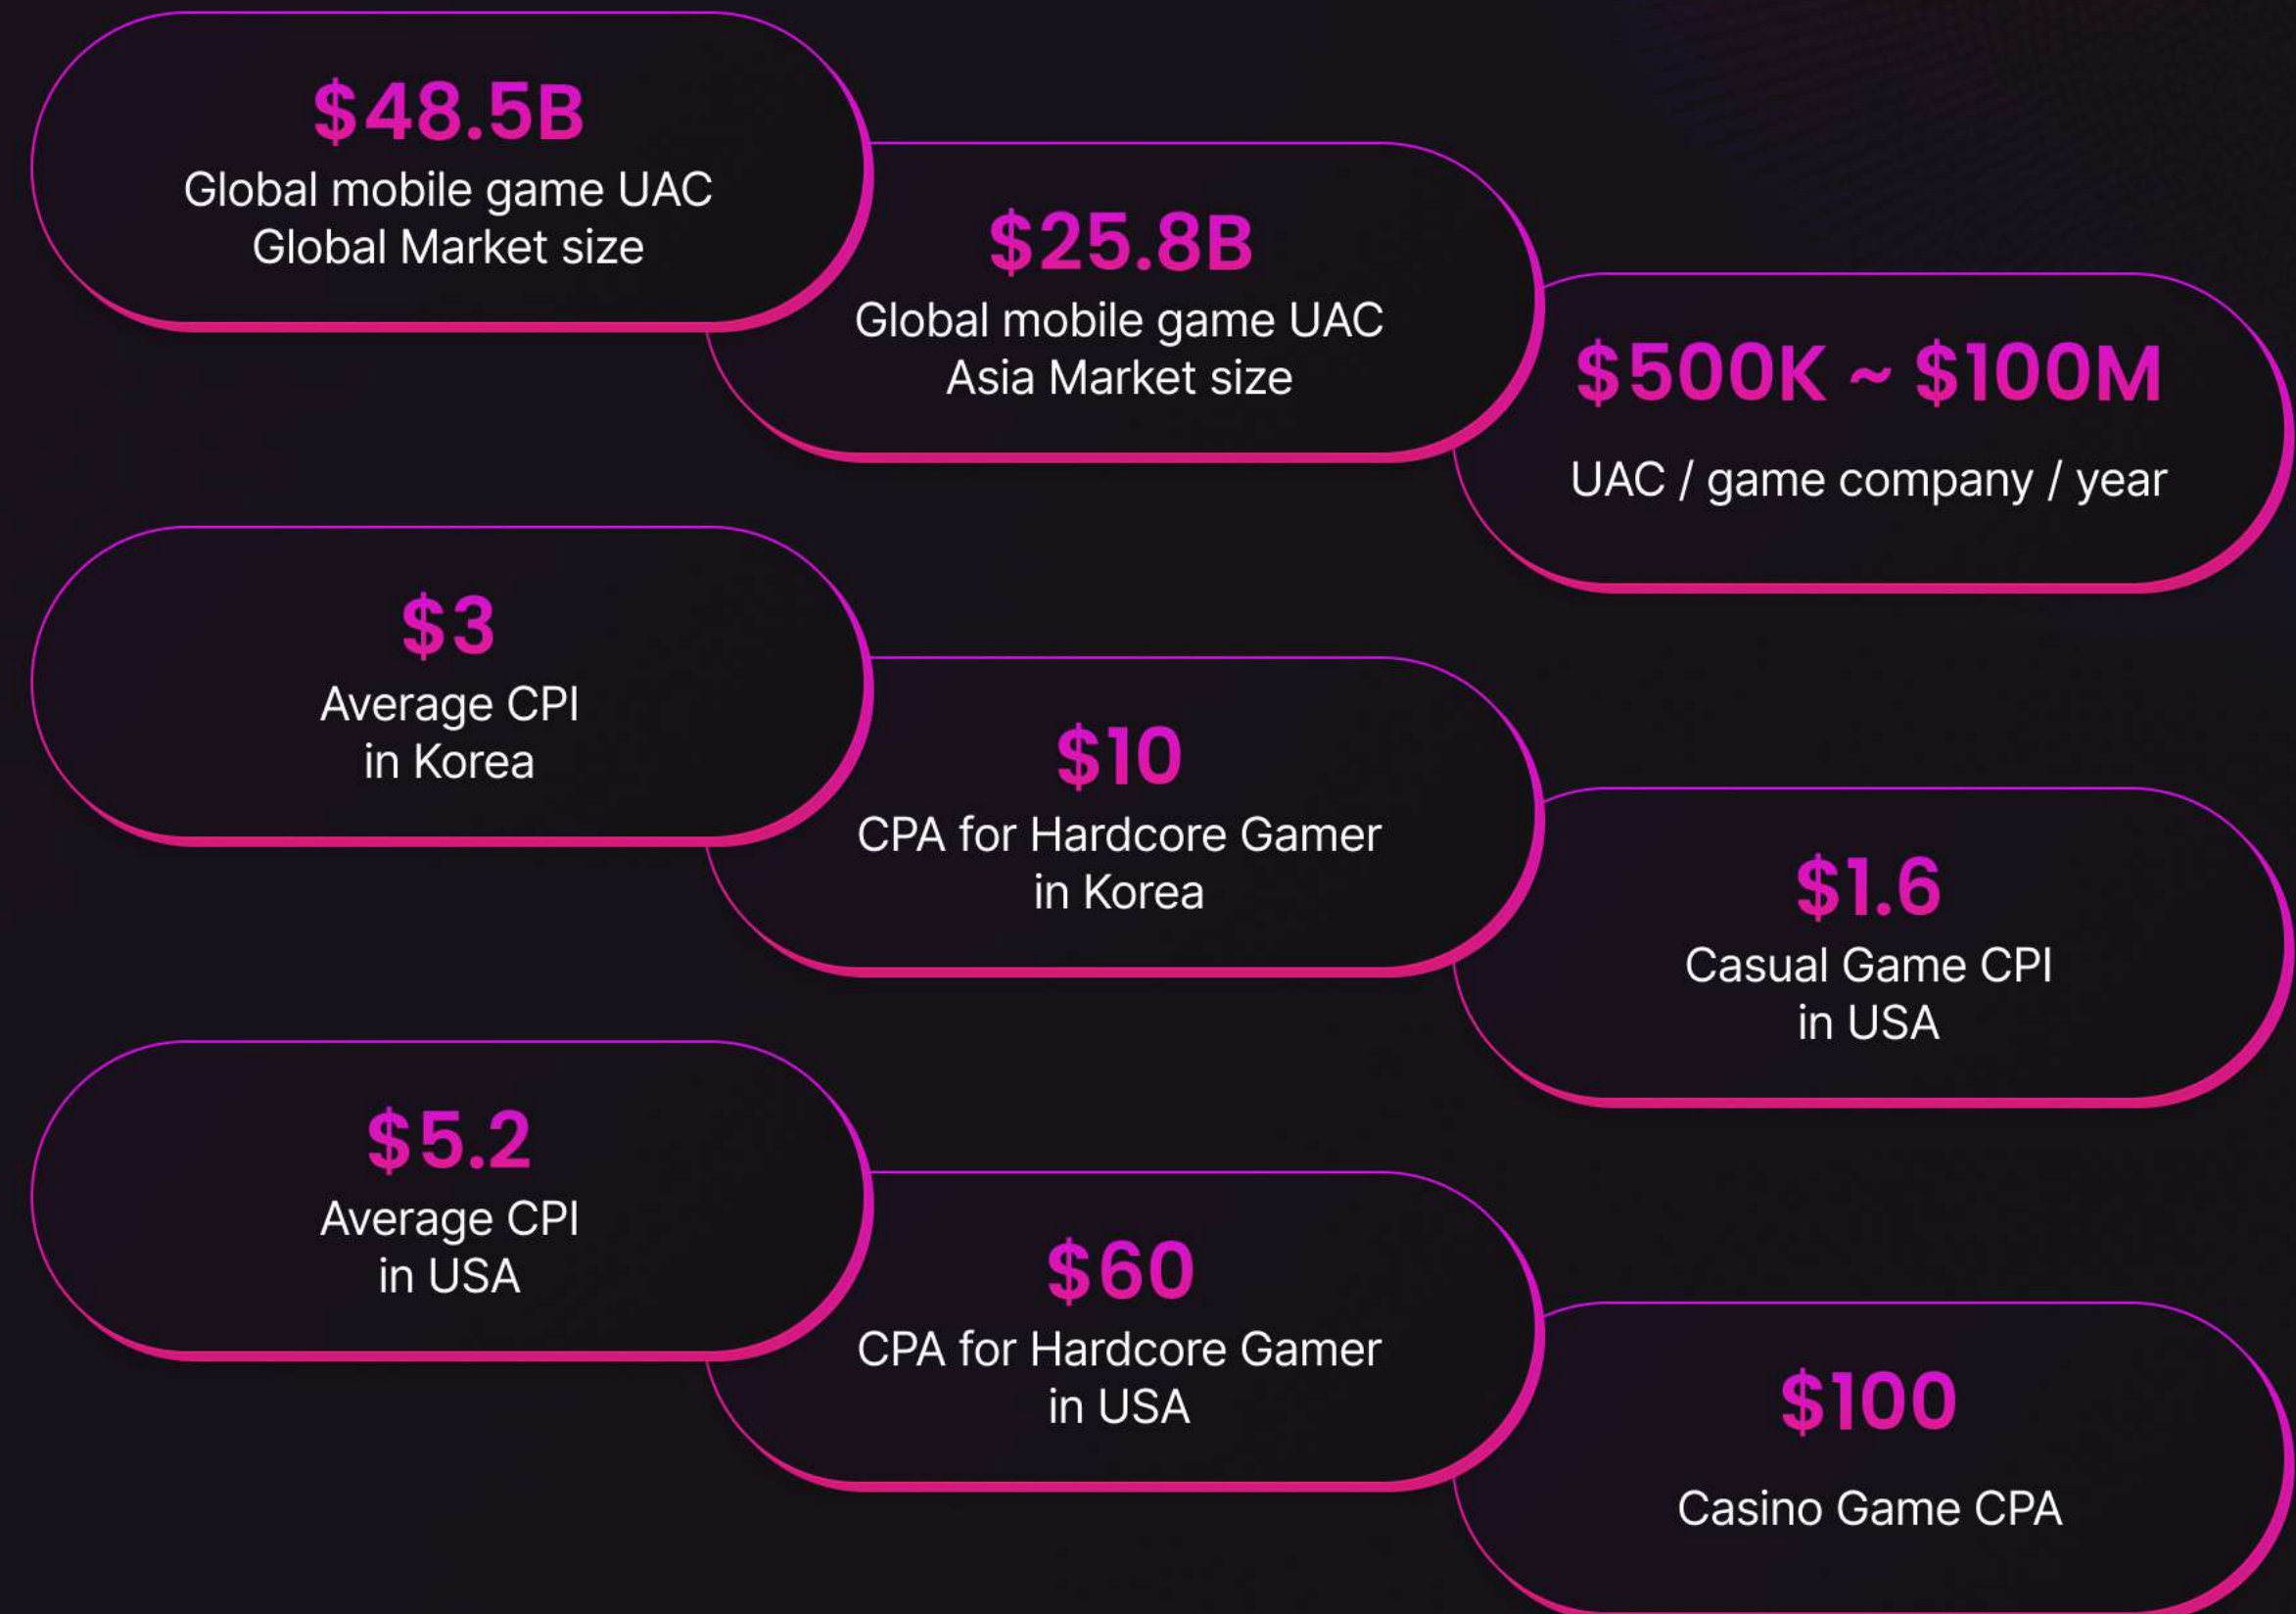 $48.5B
Global mobile game UAC
Global Market size
$25.8B
Global mobile game UAC
Asia Market size
$500K ~ $100M
UAC / game company / year
$3
Average CPI
in Korea
$10
CPA for Hardcore Gamer
in Korea
$1.6
Casual Game CPI
in USA
$5.2
Average CPI
in USA
$60
CPA for Hardcore Gamer
in USA
$100
Casino Game CPA